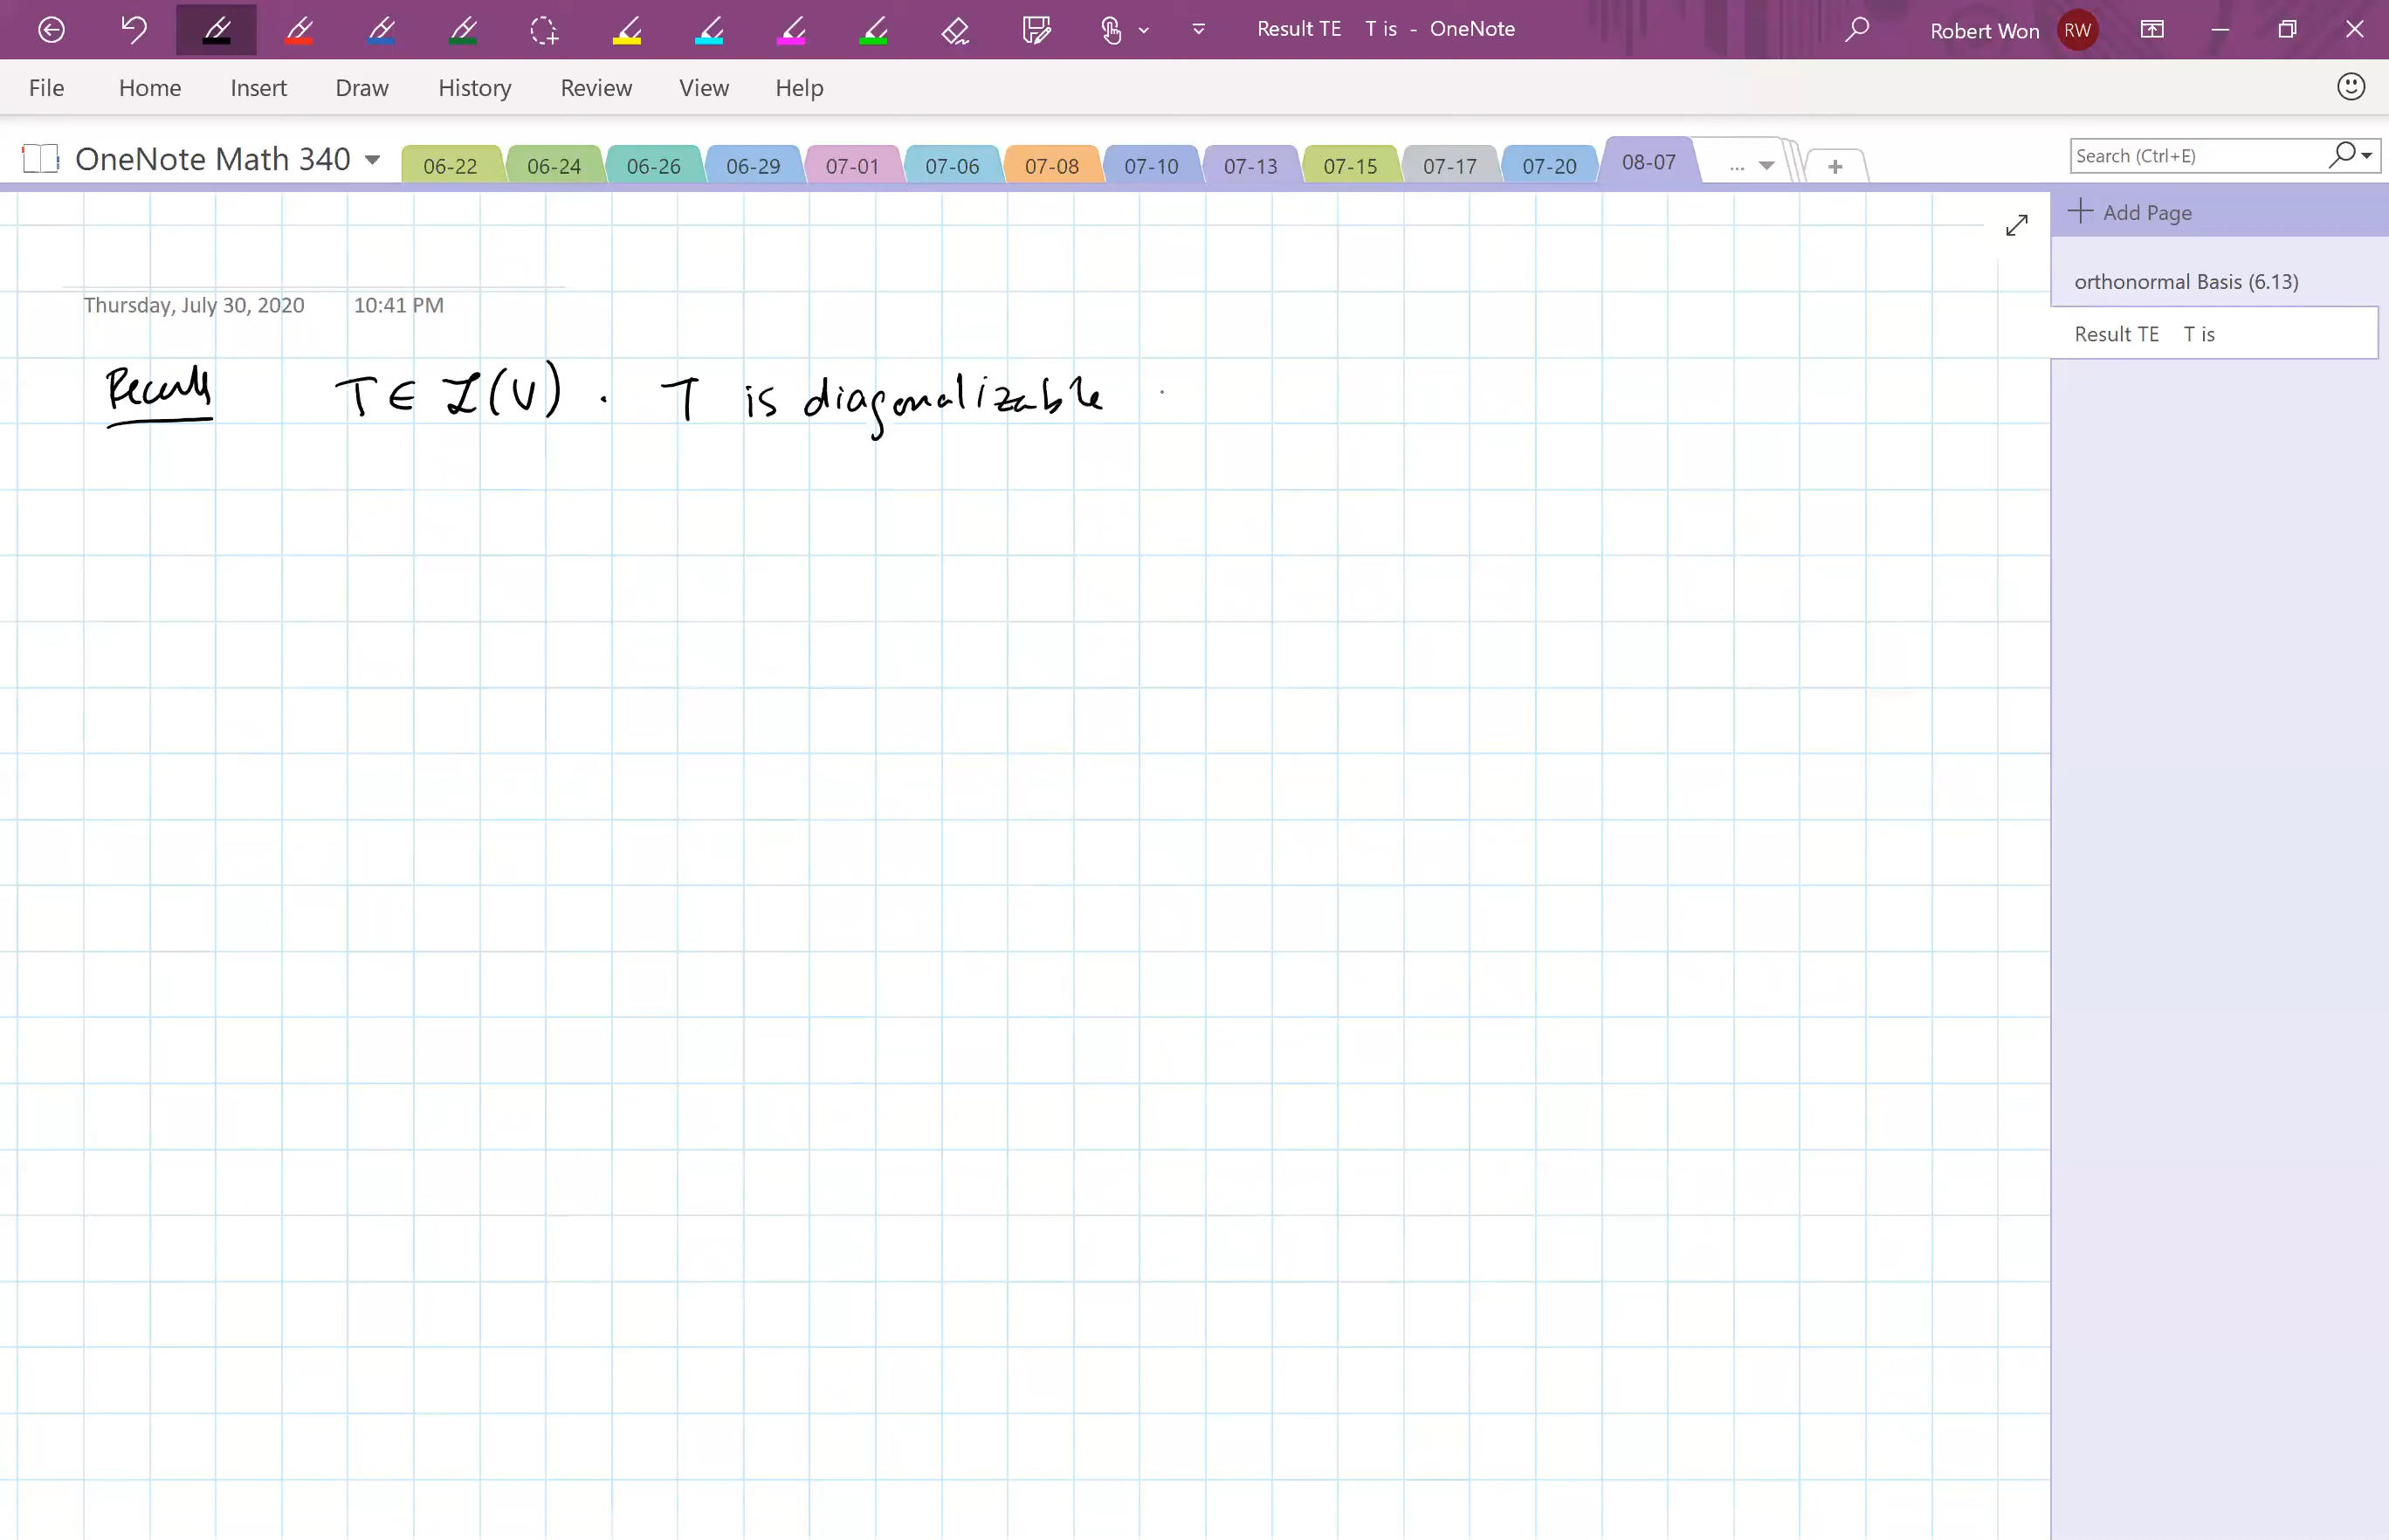 Result TE T is - OneNote
Robert Won RW
File Home Insert Draw History Review View Help
OneNote Math 340 06-22 06-24 06-26 06-29 07-01 07-06 07-08 07-10 07-13 07-15 07-17 07-20 08-07 ... +
Search (Ctrl+E)
Add Page
orthonormal Basis (6.13)
Result TE T is
Thursday, July 30, 2020 10:41 PM
Recall T ∈ ℒ(V). T is diagonalizable